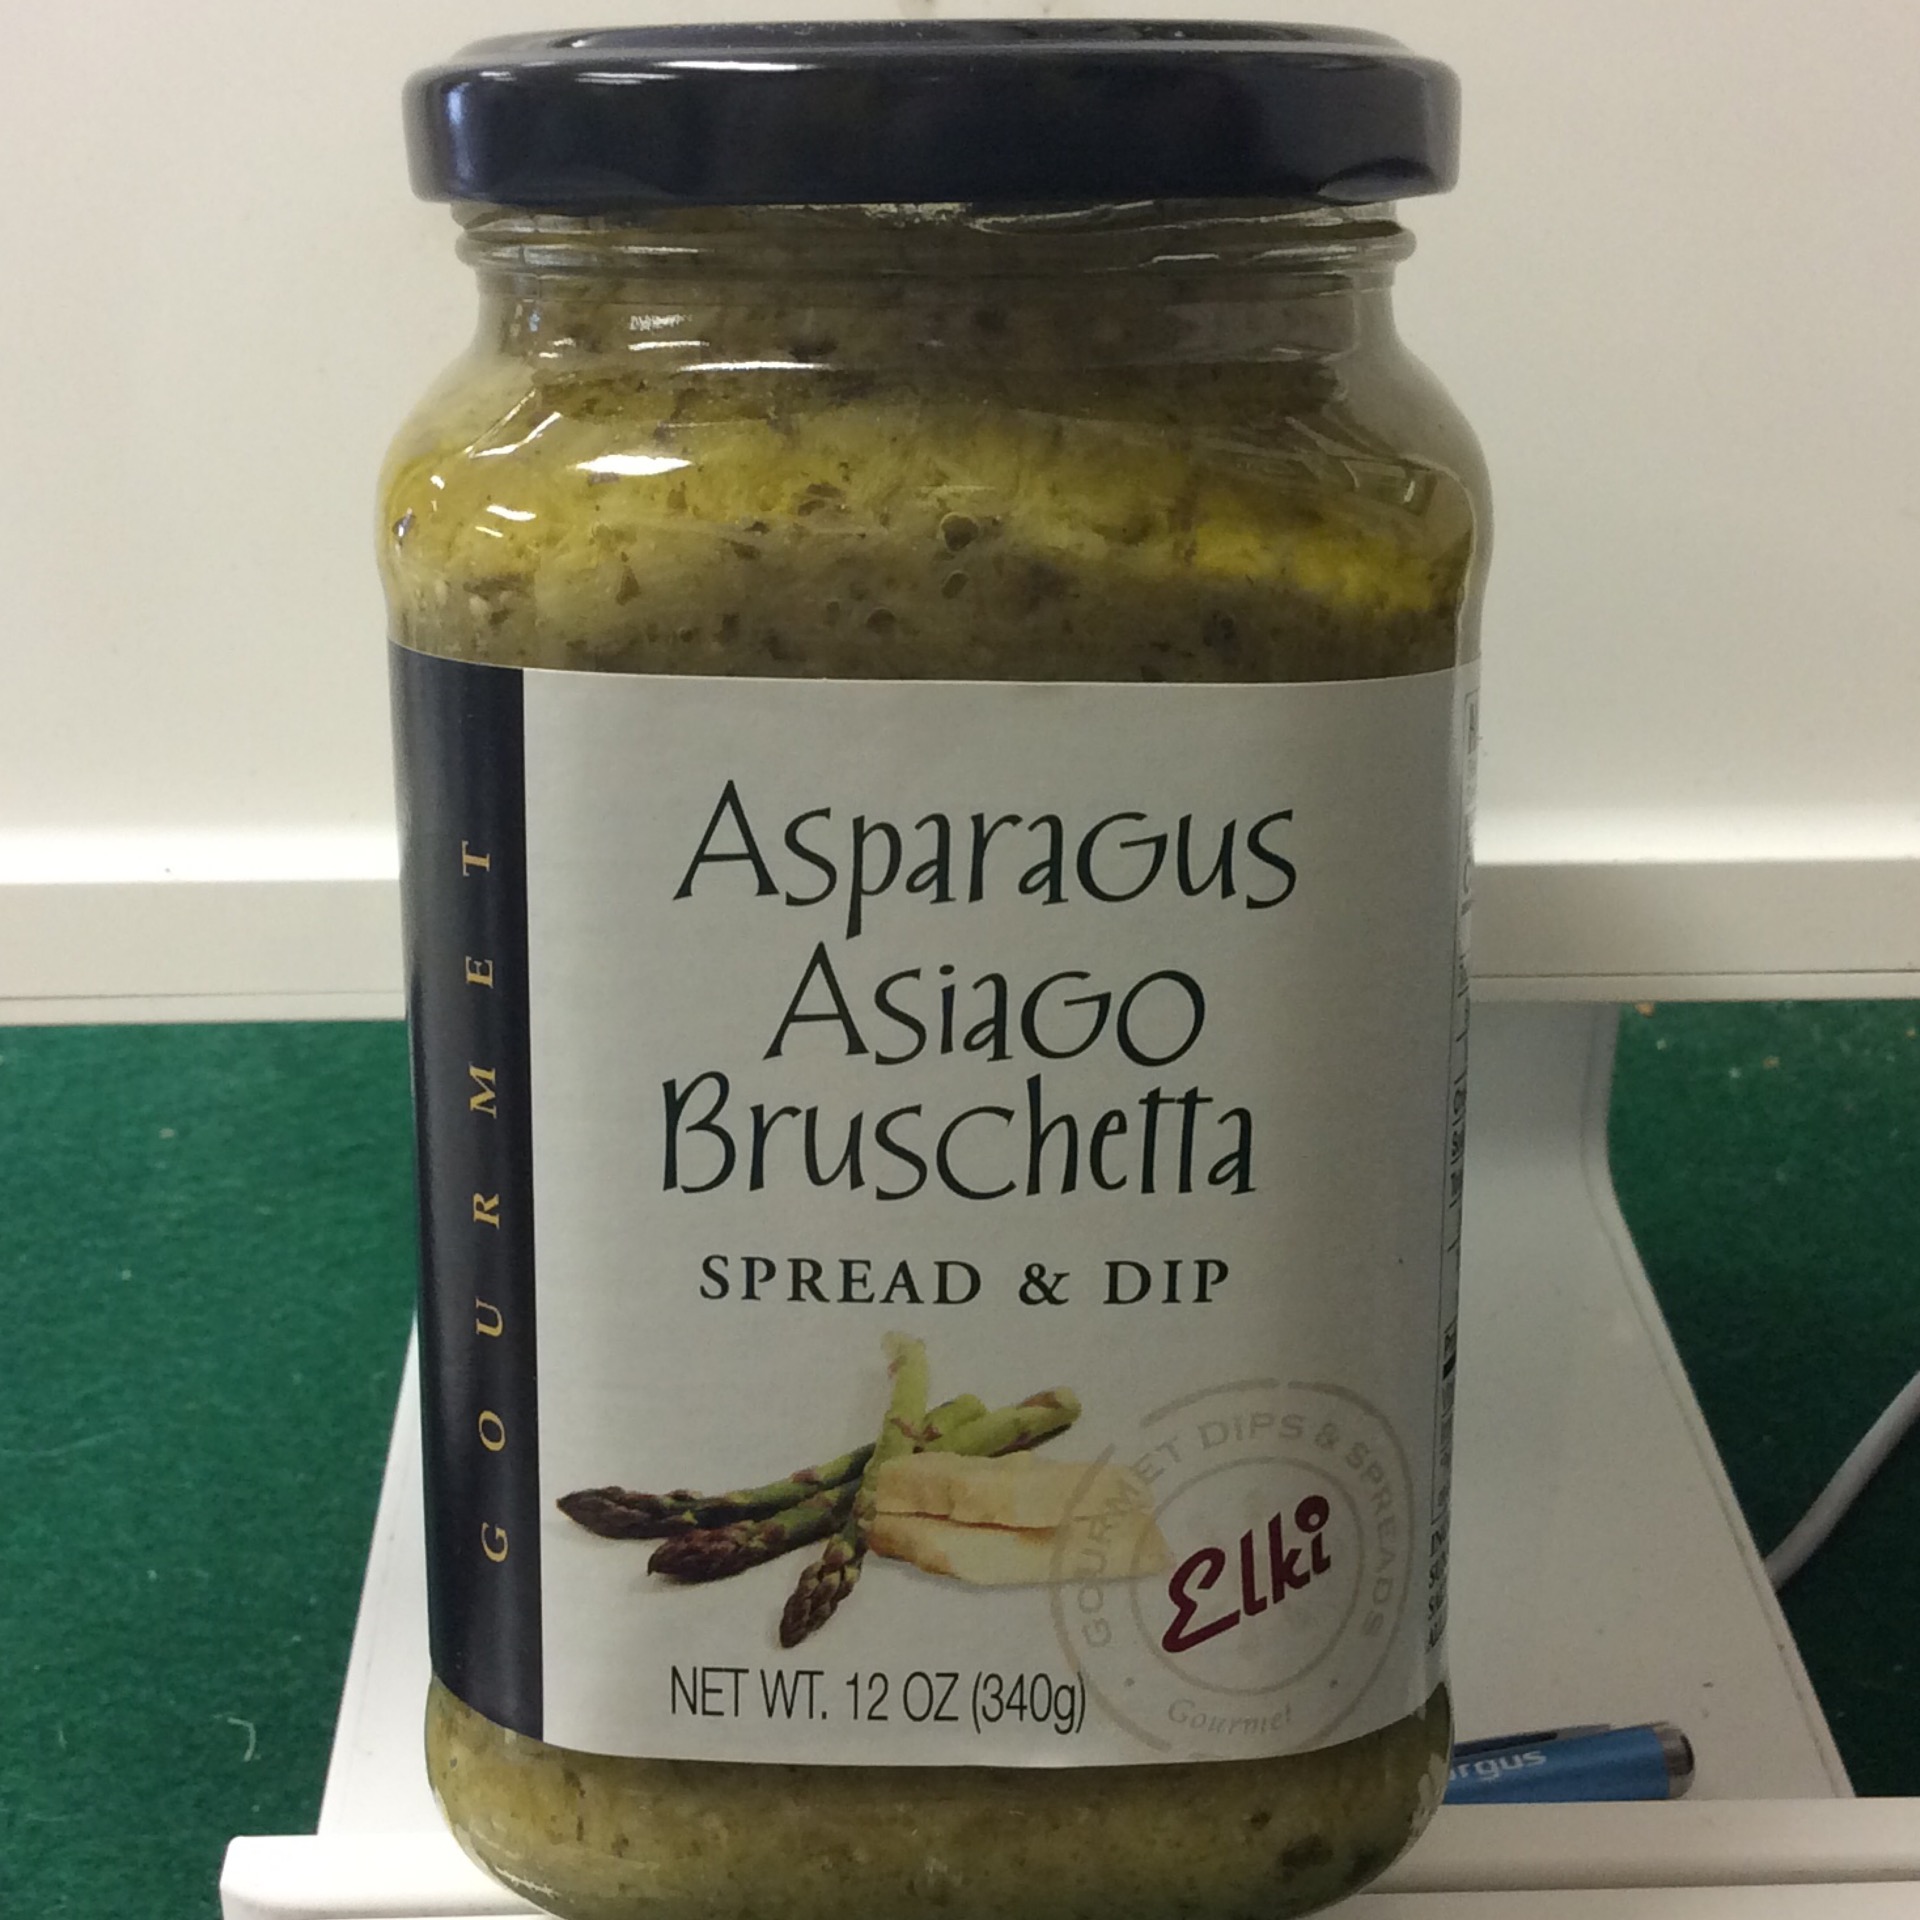 GOURMET
Asparagus
Asiago
Bruschetta
SPREAD & DIP
GOURMET DIPS & SPREADS
Elki
Gourmet
NET WT. 12 OZ (340g)